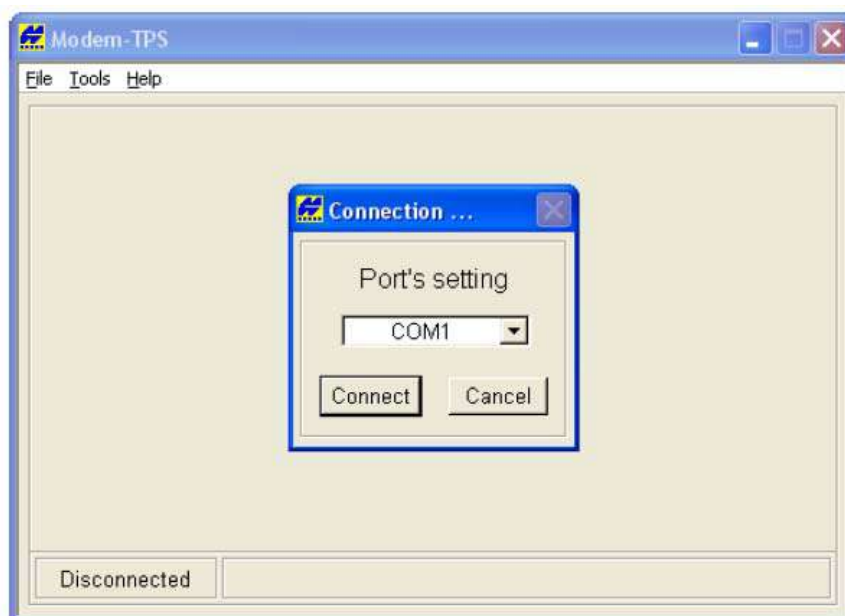 Modem-TPS
File Tools Help
Connection ...
Port's setting
COM1
Connect Cancel
Disconnected